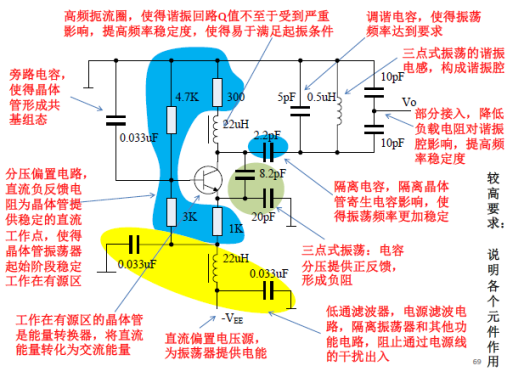 高频扼流圈，使得谐振回路Q值不至于受到严重
影响，提高频率稳定度，使得易于满足起振条件
调谐电容，使得振荡
频率达到要求
三点式振荡的谐振
电感，构成谐振腔
旁路电容，
使得晶体
管形成共
基组态
4.7K
300
5pF
0.5uH
10pF
Vo
10pF
0.033uF
22uH
2.2pF
部分接入，降低
负载电阻对谐振
腔影响，提高频
率稳定度
分压偏置电路，
直流负反馈电
阻为晶体管提
供稳定的直流
工作点，使得
晶体管振荡器
起始阶段稳定
工作在有源区
8.2pF
隔离电容，隔离晶体
管寄生电容影响，使
得振荡频率更加稳定
3K
1K
20pF
三点式振荡：电容
分压提供正反馈，
形成负阻
0.033uF
22uH
0.033uF
-VEE
工作在有源区的晶体管
是能量转换器，将直流
能量转化为交流能量
直流偏置电压源，
为振荡器提供电能
低通滤波器，电源滤波电
路，隔离振荡器和其他功
能电路，阻止通过电源线
的干扰出入
较高要求：
说明各个元件作用
69